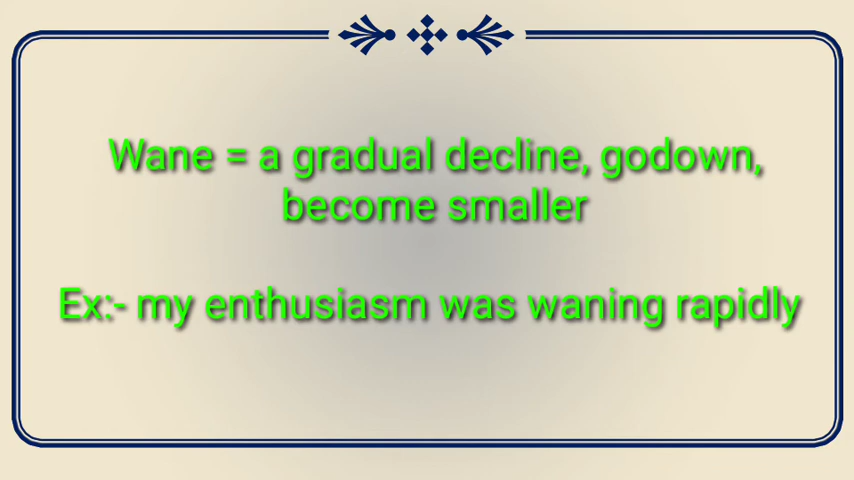 Wane = a gradual decline, godown,
become smaller
Ex:- my enthusiasm was waning rapidly